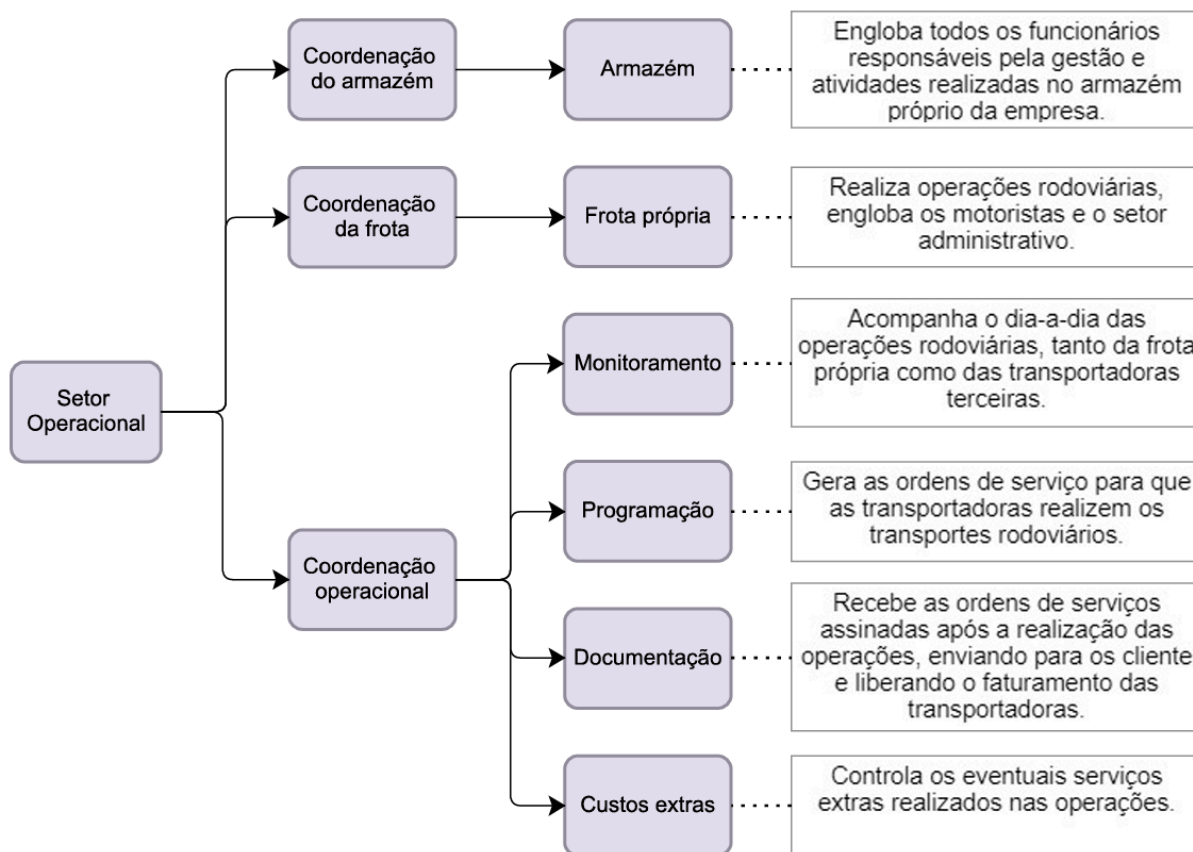 Coordenação
do armazém
Armazém
Engloba todos os funcionários
responsáveis pela gestão e
atividades realizadas no armazém
próprio da empresa.
Coordenação
da frota
Frota própria
Realiza operações rodoviárias,
engloba os motoristas e o setor
administrativo.
Setor
Operacional
Monitoramento
Acompanha o dia-a-dia das
operações rodoviárias, tanto da frota
própria como das transportadoras
terceiras.
Coordenação
operacional
Programação
Gera as ordens de serviço para que
as transportadoras realizem os
transportes rodoviários.
Documentação
Recebe as ordens de serviços
assinadas após a realização das
operações, enviando para os cliente
e liberando o faturamento das
transportadoras.
Custos extras
Controla os eventuais serviços
extras realizados nas operações.